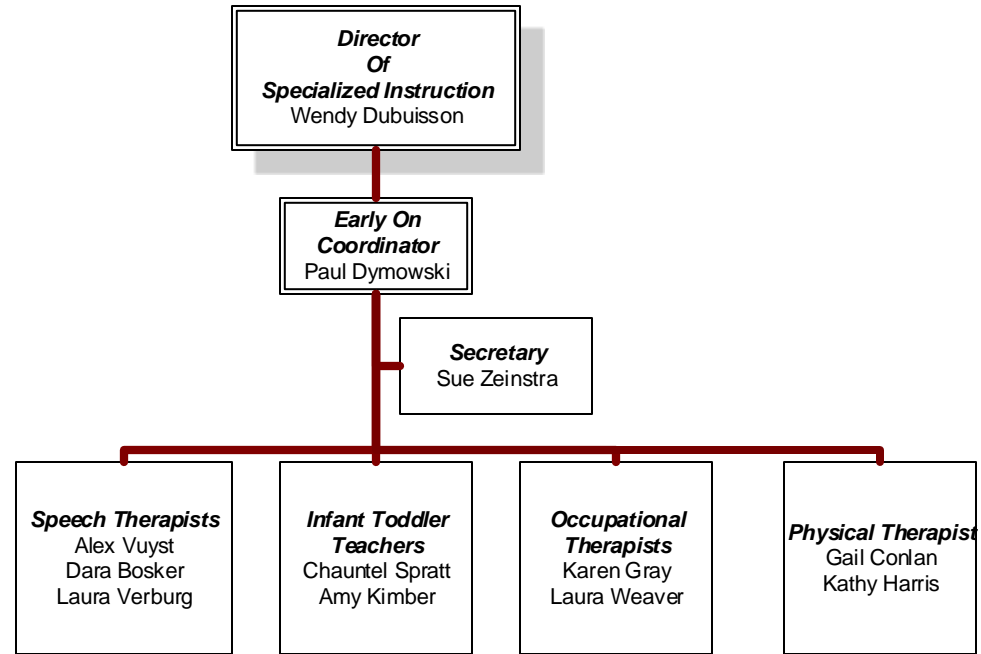 Director
Of
Specialized Instruction
Wendy Dubuisson
Early On
Coordinator
Paul Dymowski
Secretary
Sue Zeinstra
Speech Therapists
Alex Vuyst
Dara Bosker
Laura Verburg
Infant Toddler
Teachers
Chauntel Spratt
Amy Kimber
Occupational
Therapists
Karen Gray
Laura Weaver
Physical Therapist
Gail Conlan
Kathy Harris